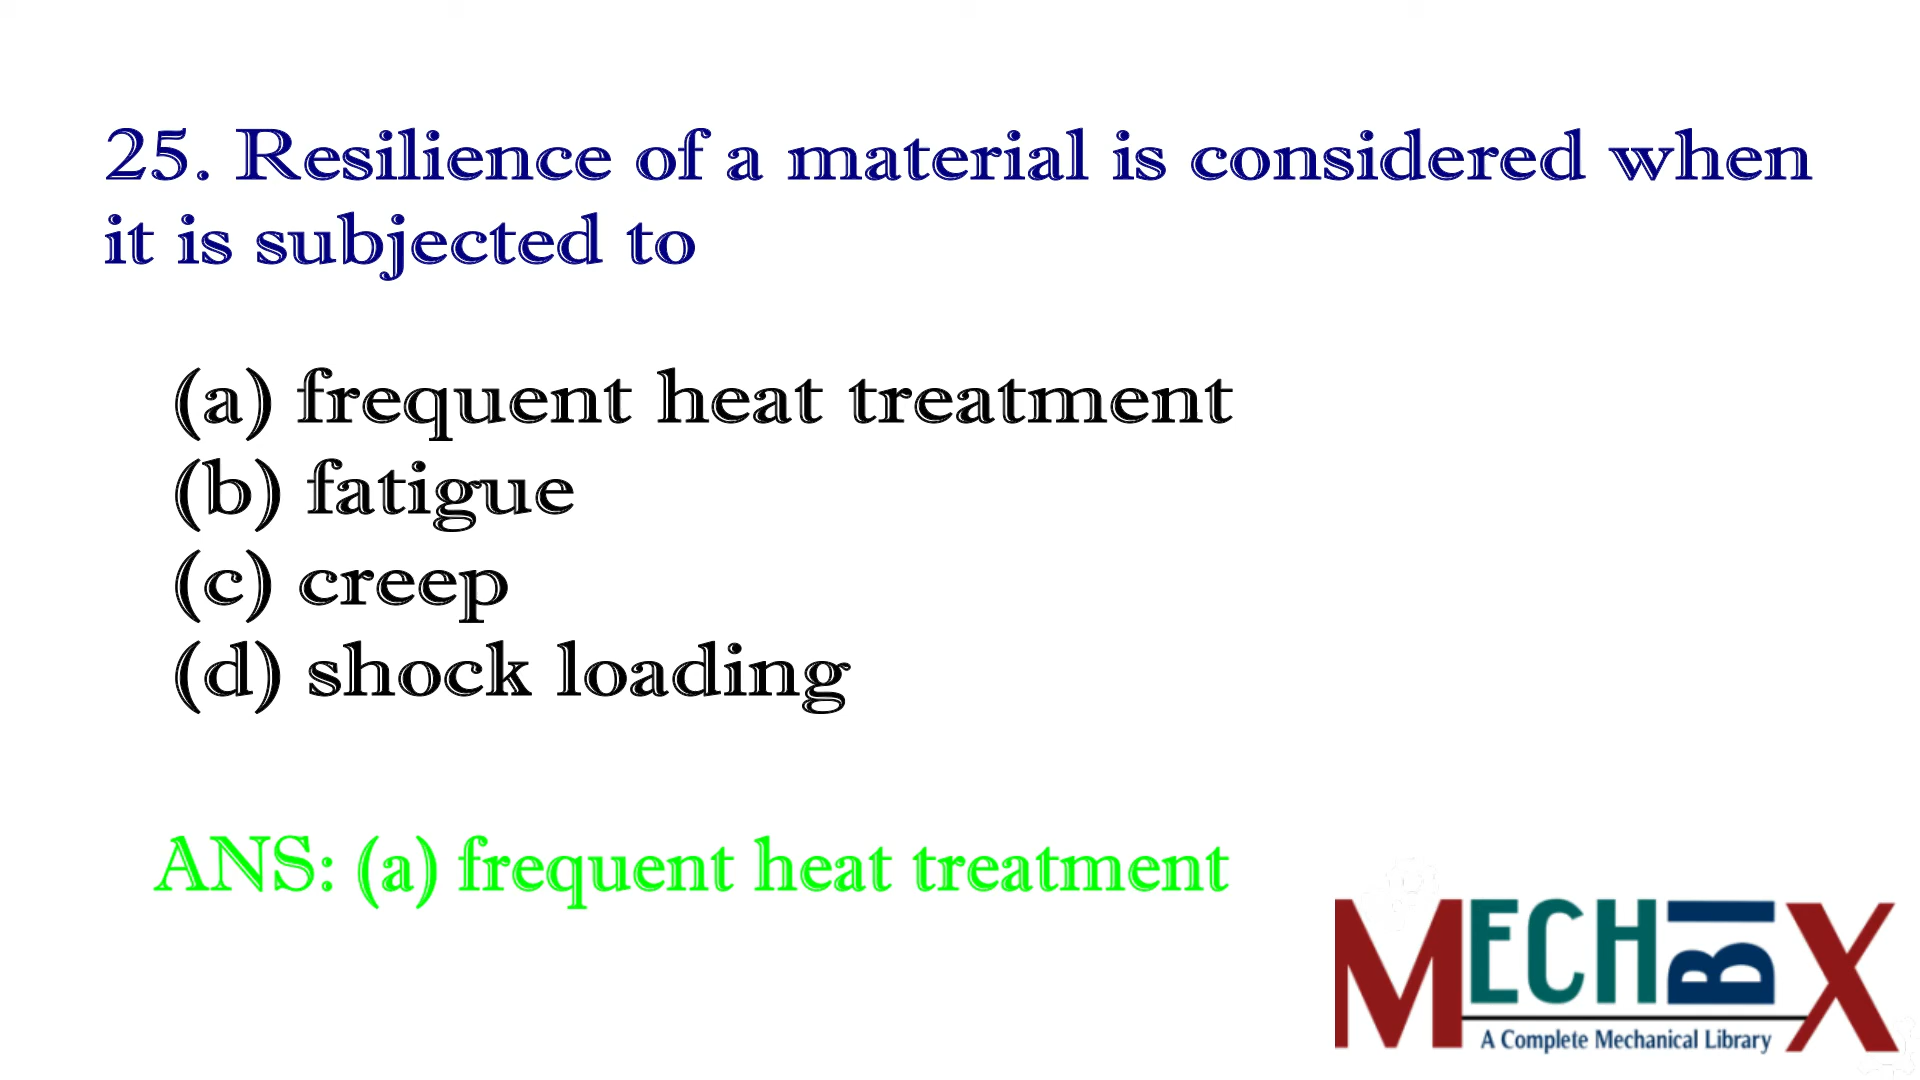 25. Resilience of a material is considered when
it is subjected to
(a) frequent heat treatment
(b) fatigue
(c) creep
(d) shock loading
ANS: (a) frequent heat treatment
MECHBIX
A Complete Mechanical Library